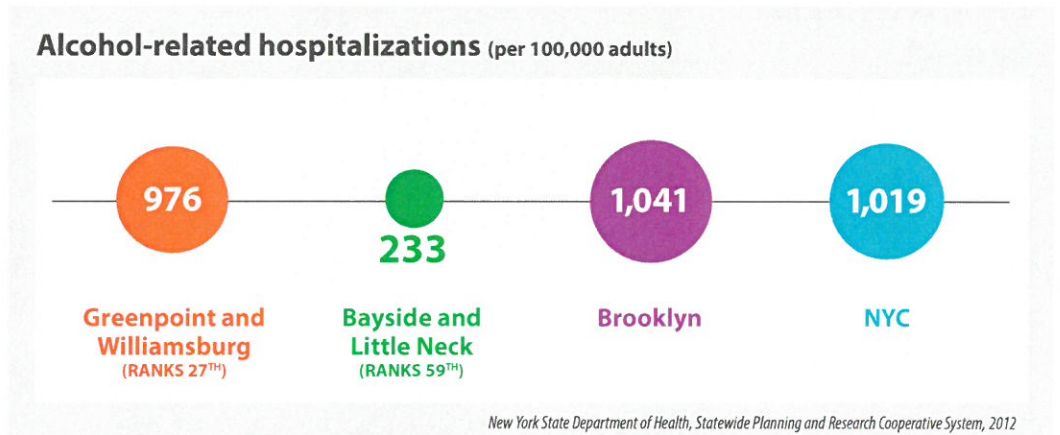 Alcohol-related hospitalizations (per 100,000 adults)
976
233
1,041
1,019
Greenpoint and
Williamsburg
(RANKS 27TH)
Bayside and
Little Neck
(RANKS 59TH)
Brooklyn
NYC
New York State Department of Health, Statewide Planning and Research Cooperative System, 2012